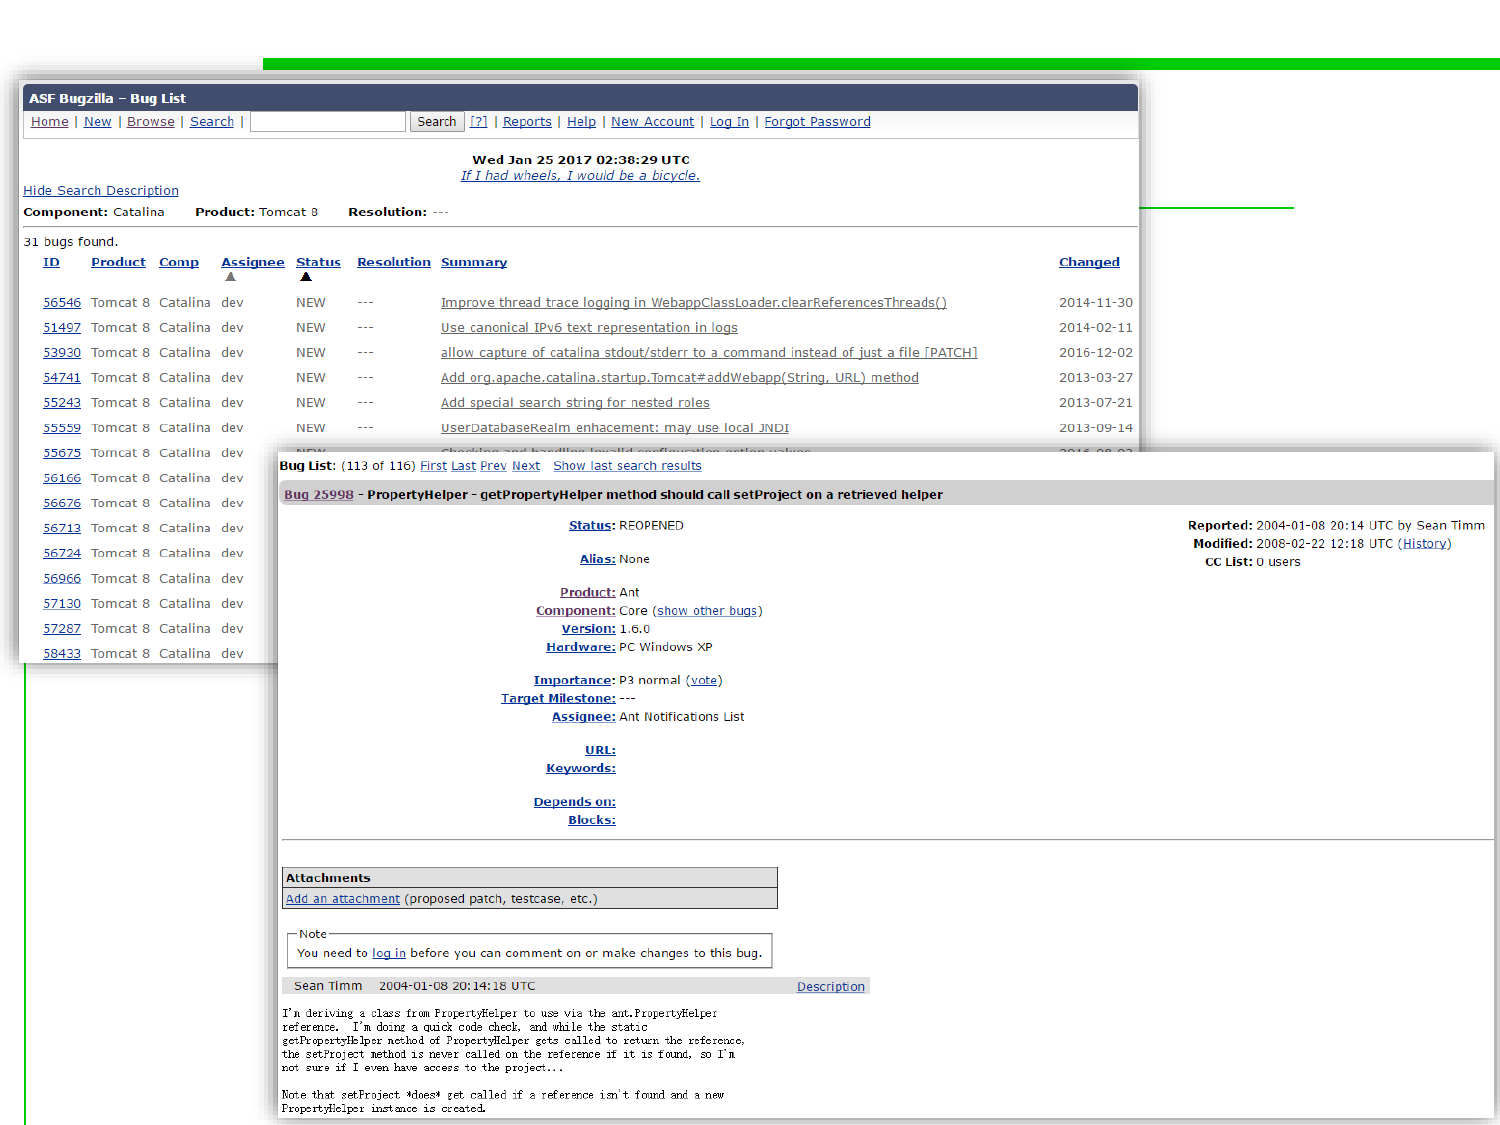 ASF Bugzilla – Bug List
Home | New | Browse | Search | Search [?] | Reports | Help | New Account | Log In | Forgot Password
Wed Jan 25 2017 02:38:29 UTC
If I had wheels, I would be a bicycle.
Hide Search Description
Component: Catalina Product: Tomcat 8 Resolution: ---
31 bugs found.
ID Product Comp Assignee Status Resolution Summary Changed
56546 Tomcat 8 Catalina dev NEW --- Improve thread trace logging in WebappClassLoader.clearReferencesThreads() 2014-11-30
51497 Tomcat 8 Catalina dev NEW --- Use canonical IPv6 text representation in logs 2014-02-11
53930 Tomcat 8 Catalina dev NEW --- allow capture of catalina stdout/stderr to a command instead of just a file [PATCH] 2016-12-02
54741 Tomcat 8 Catalina dev NEW --- Add org.apache.catalina.startup.Tomcat#addWebapp(String, URL) method 2013-03-27
55243 Tomcat 8 Catalina dev NEW --- Add special search string for nested roles 2013-07-21
55559 Tomcat 8 Catalina dev NEW --- UserDatabaseRealm enhacement: may use local JNDI 2013-09-14
55675 Tomcat 8 Catalina dev
56166 Tomcat 8 Catalina dev
56676 Tomcat 8 Catalina dev
56713 Tomcat 8 Catalina dev
56724 Tomcat 8 Catalina dev
56966 Tomcat 8 Catalina dev
57130 Tomcat 8 Catalina dev
57287 Tomcat 8 Catalina dev
58433 Tomcat 8 Catalina dev
Bug List: (113 of 116) First Last Prev Next Show last search results
Bug 25998 - PropertyHelper - getPropertyHelper method should call setProject on a retrieved helper
Status: REOPENED
Alias: None
Product: Ant
Component: Core (show other bugs)
Version: 1.6.0
Hardware: PC Windows XP
Importance: P3 normal (vote)
Target Milestone: ---
Assignee: Ant Notifications List
URL:
Keywords:
Depends on:
Blocks:
Reported: 2004-01-08 20:14 UTC by Sean Timm
Modified: 2008-02-22 12:18 UTC (History)
CC List: 0 users
Attachments
Add an attachment (proposed patch, testcase, etc.)
Note
You need to log in before you can comment on or make changes to this bug.
Sean Timm 2004-01-08 20:14:18 UTC Description
I'm deriving a class from PropertyHelper to use via the ant.PropertyHelper
reference. I'm doing a quick code check, and while the static
getPropertyHelper method of PropertyHelper gets called to return the reference,
the setProject method is never called on the reference if it is found, so I'm
not sure if I even have access to the project...
Note that setProject *does* get called if a reference isn't found and a new
PropertyHelper instance is created.